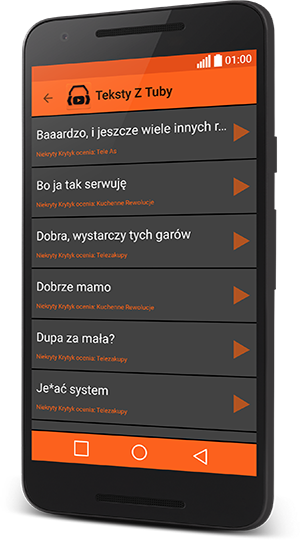 01:00
Teksty Z Tuby
Baaardzo, i jeszcze wiele innych r...
Niekryty Krytyk ocenia: Tele As
Bo ja tak serwuję
Niekryty Krytyk ocenia: Kuchenne Rewolucje
Dobra, wystarczy tych garów
Niekryty Krytyk ocenia: Telezakupy
Dobrze mamo
Niekryty Krytyk ocenia: Kuchenne Rewolucje
Dupa za mała?
Niekryty Krytyk ocenia: Telezakupy
Je*ać system
Niekryty Krytyk ocenia: Telezakupy